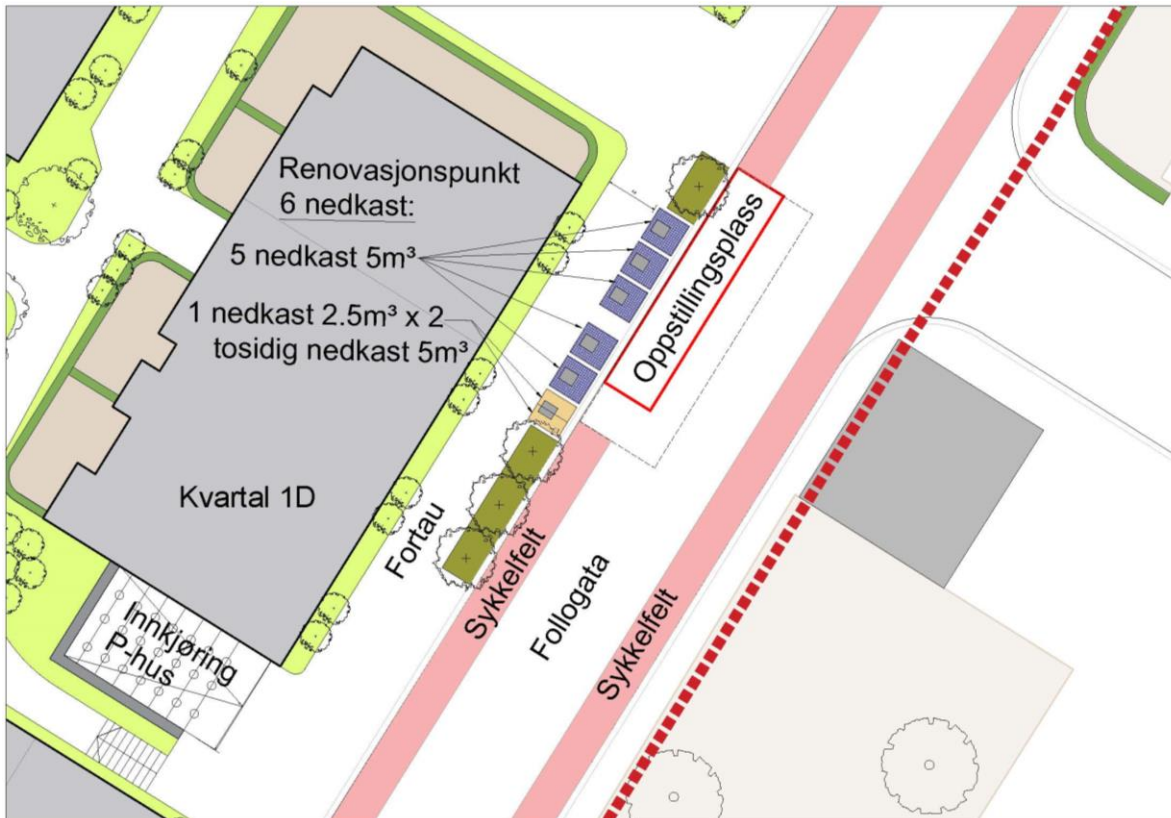 Renovasjonspunkt
6 nedkast:
5 nedkast 5m³
1 nedkast 2.5m³ x 2
tosidig nedkast 5m³
Kvartal 1D
Innkjøring
P-hus
Fortau
Sykkelfelt
Follogata
Sykkelfelt
Oppstillingsplass